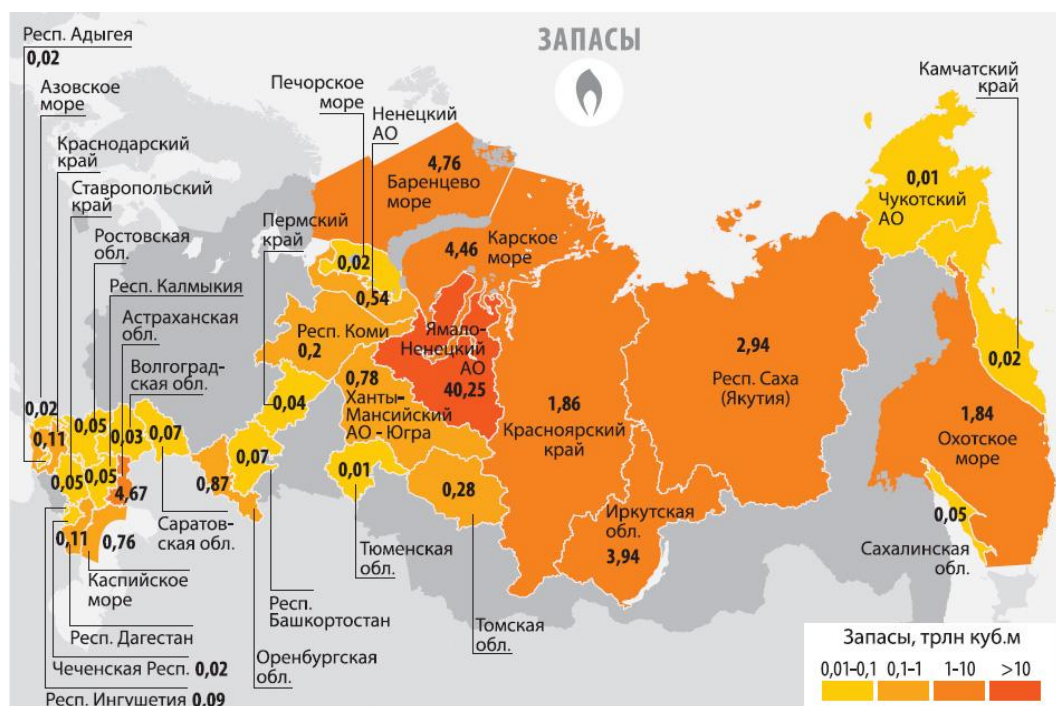 ЗАПАСЫ
Респ. Адыгея
0,02
Азовское
море
Краснодарский
край
Ставропольский
край
Ростовская
обл.
Респ. Калмыкия
Астраханская
обл.
Волгоград-
ская обл.
Печорское
море
Ненецкий
АО
Пермский
край
Камчатский
край
4,76
Баренцево
море
4,46
Карское
море
0,02
0,54
Респ. Коми
0,2
Ямало-
Ненецкий
АО
40,25
0,78
Ханты-
Мансийский
АО - Югра
0,04
0,01
Чукотский
АО
0,02
2,94
Респ. Саха
(Якутия)
1,86
Красноярский
край
1,84
Охотское
море
0,02
0,11
0,05
0,03
0,07
0,05
0,05
4,67
0,87
0,07
0,01
0,28
Иркутская
обл.
3,94
0,05
Сахалинская
обл.
0,11
0,76
Саратов-
ская обл.
Каспийское
море
Тюменская
обл.
Респ.
Башкортостан
Томская
обл.
Респ. Дагестан
Оренбургская
обл.
Чеченская Респ. 0,02
Респ. Ингушетия 0,09
Запасы, трлн куб.м
0,01–0,1 0,1–1 1-10 >10